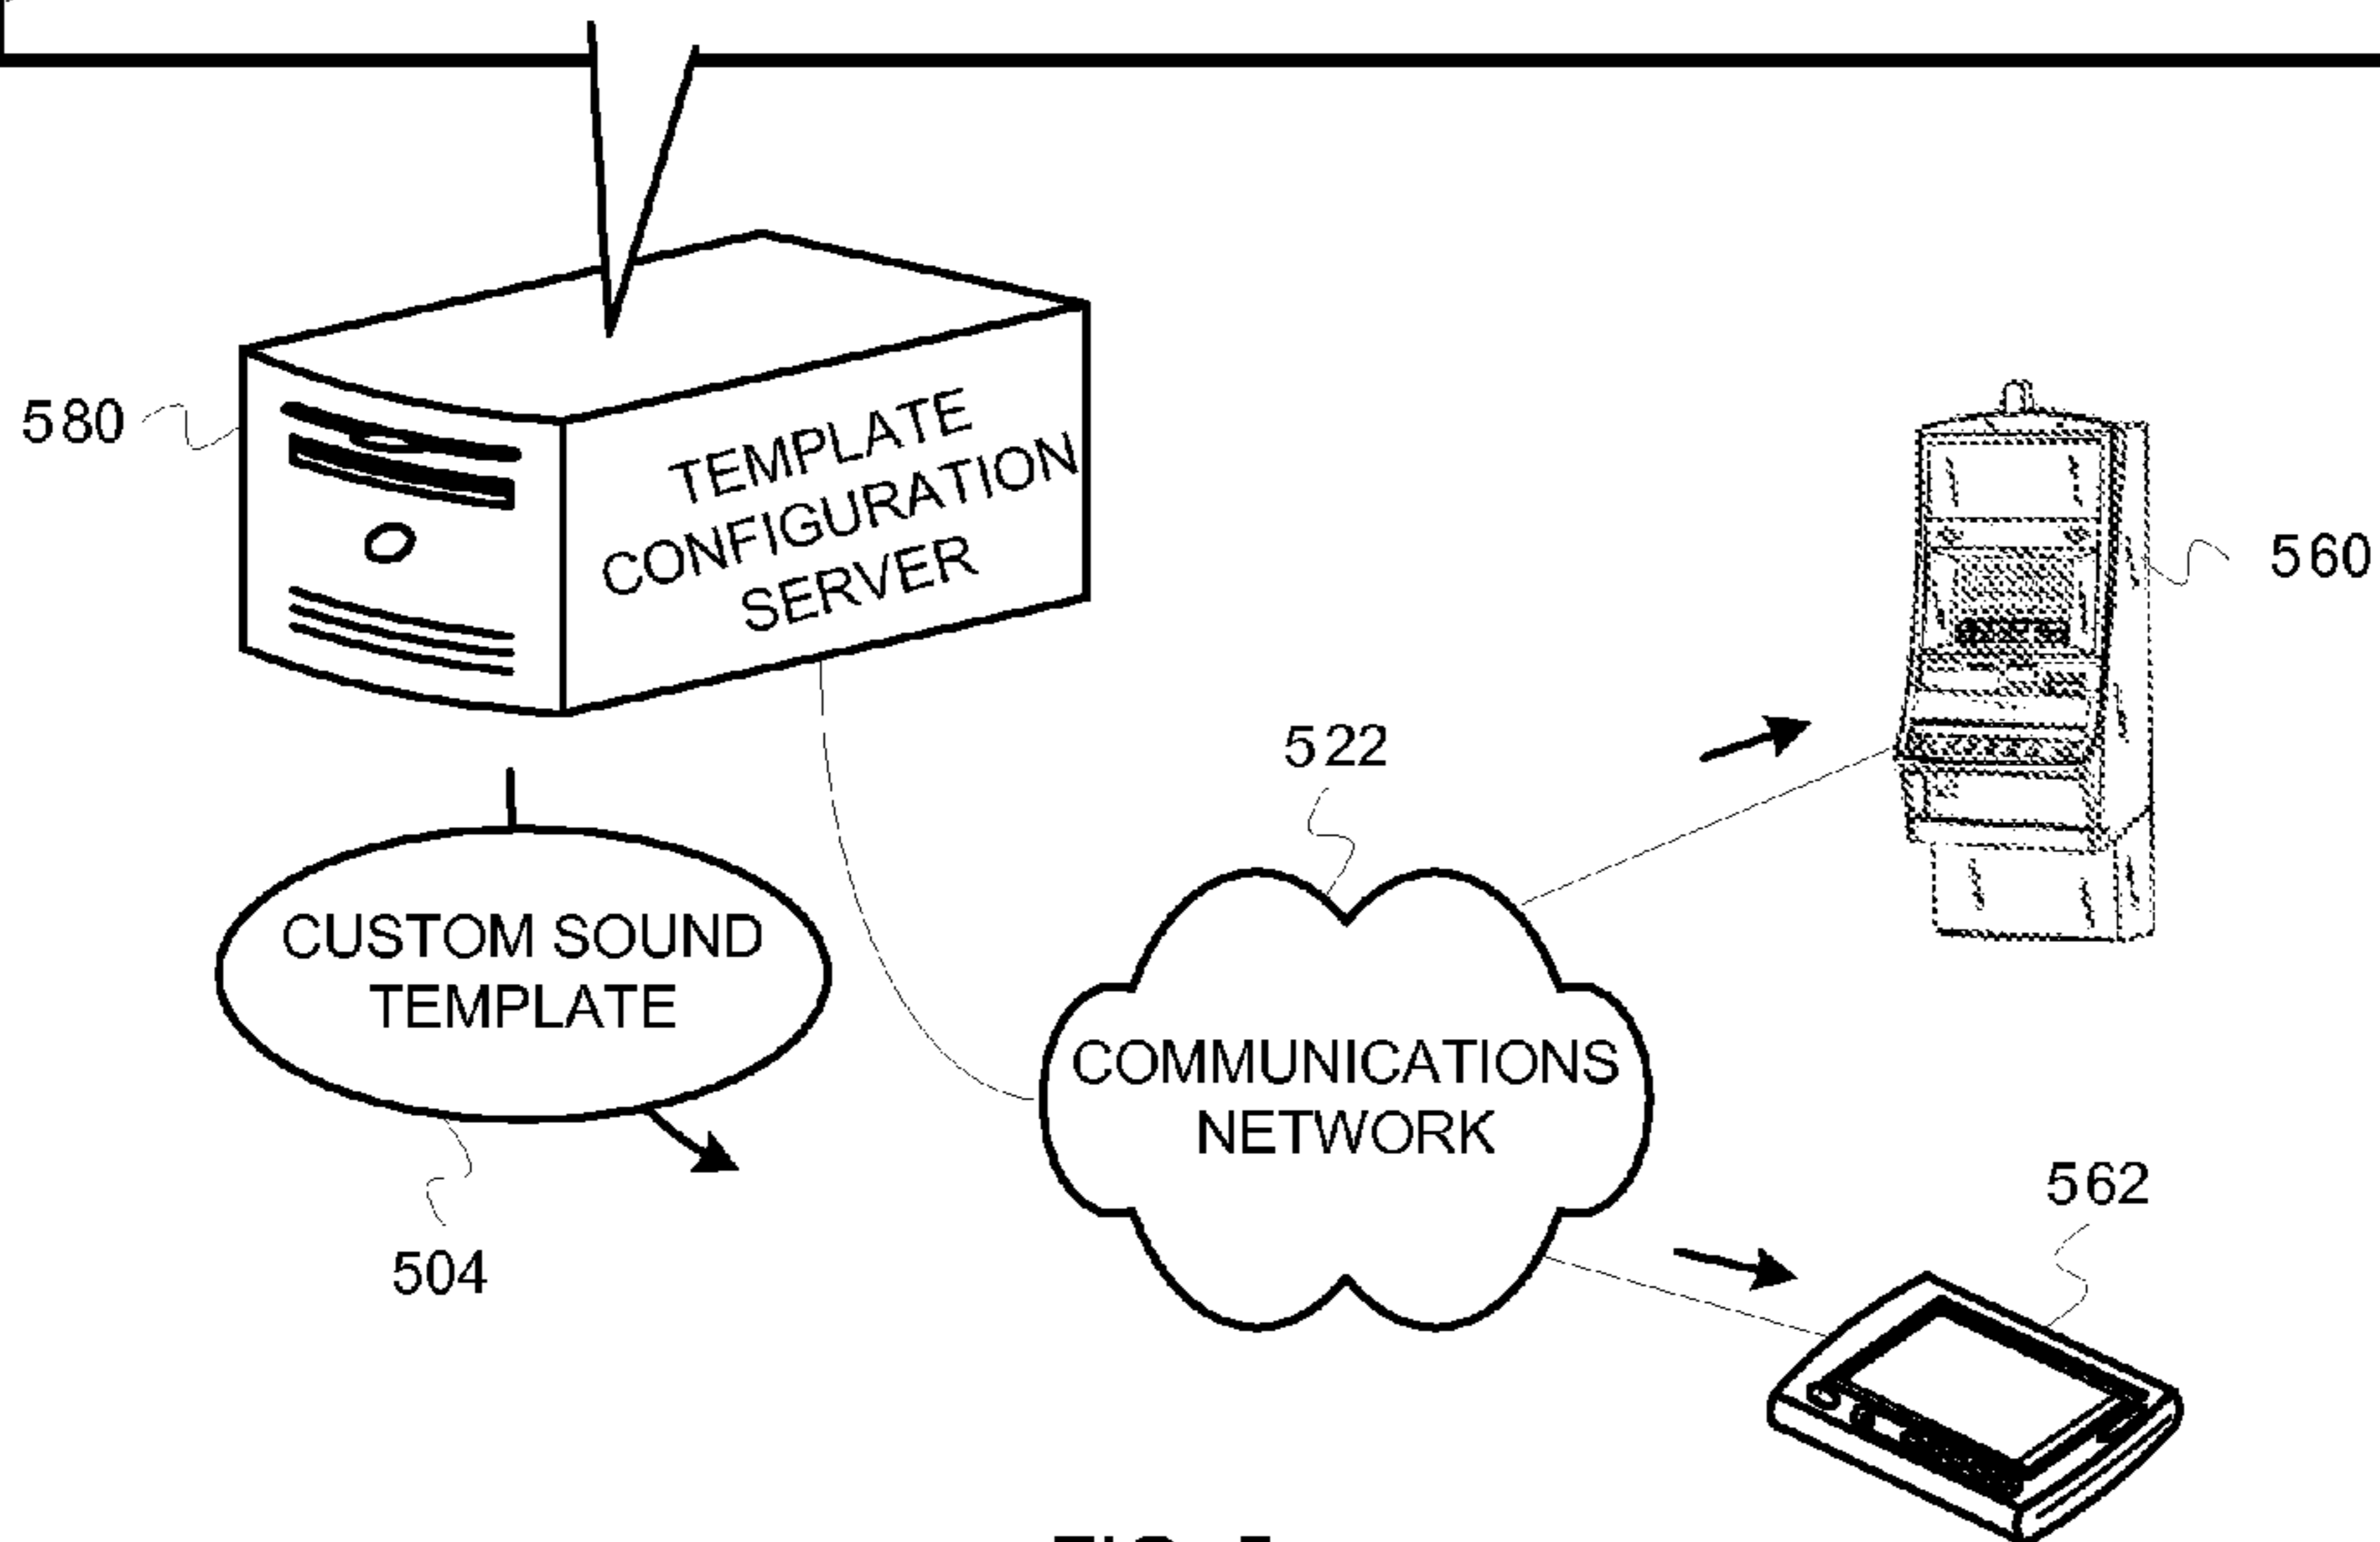 580
TEMPLATE
CONFIGURATION
SERVER
560
522
CUSTOM SOUND
TEMPLATE
COMMUNICATIONS
NETWORK
562
504